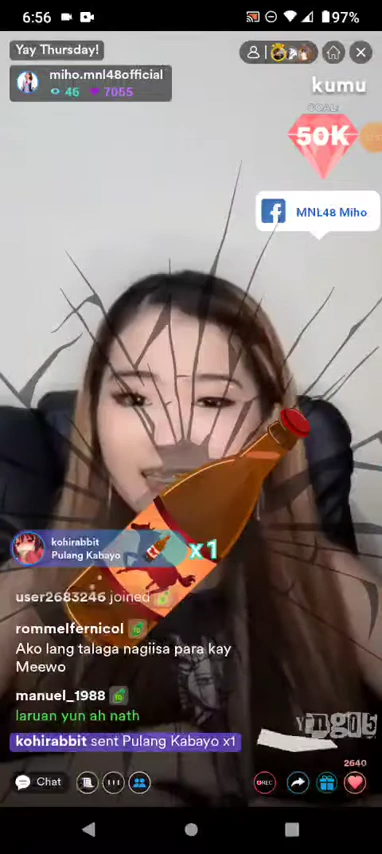 6:56
97%
Yay Thursday!
miho.mnl48official
46 7055
kumu
GOAL:
50K
MNL48 Miho
kohirabbit
Pulang Kabayo
x1
user2683246 joined
rommelfernicol
Ako lang talaga nagiisa para kay
Meewo
manuel_1988
laruan yun ah nath
kohirabbit sent Pulang Kabayo x1
2640
Chat
REC